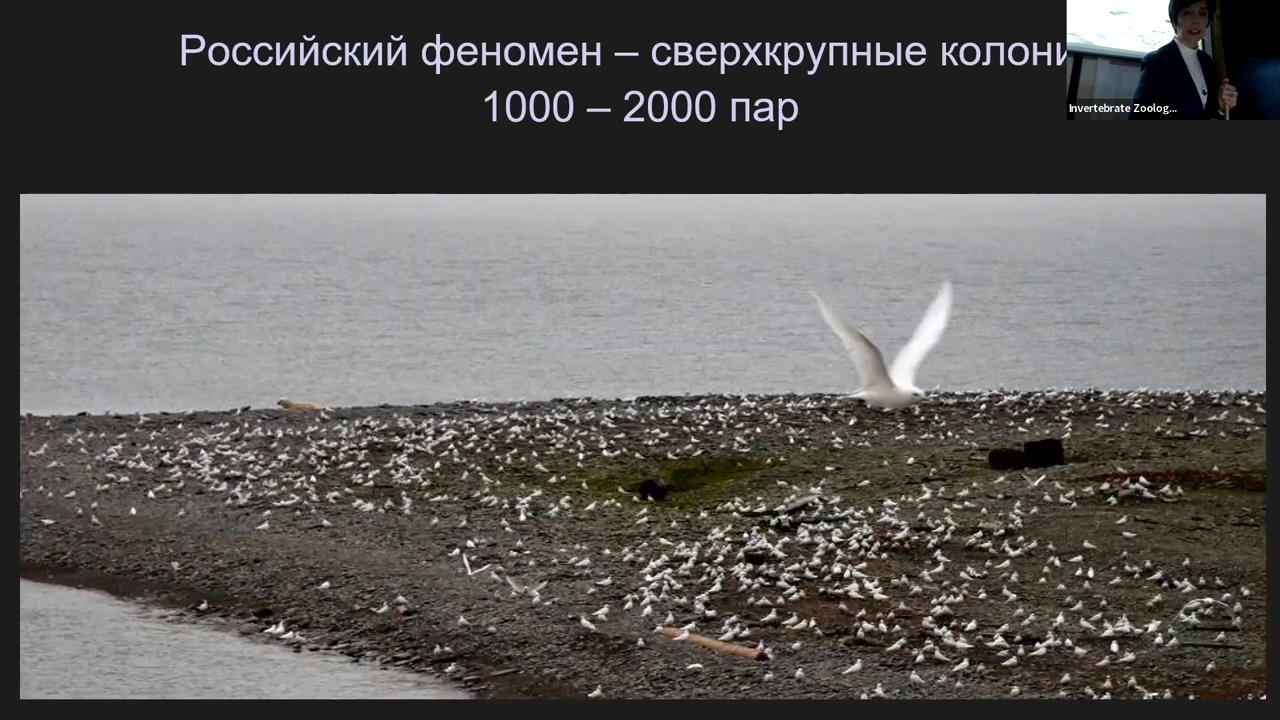 Российский феномен – сверхкрупные колони
1000 – 2000 пар
Invertebrate Zoolog...